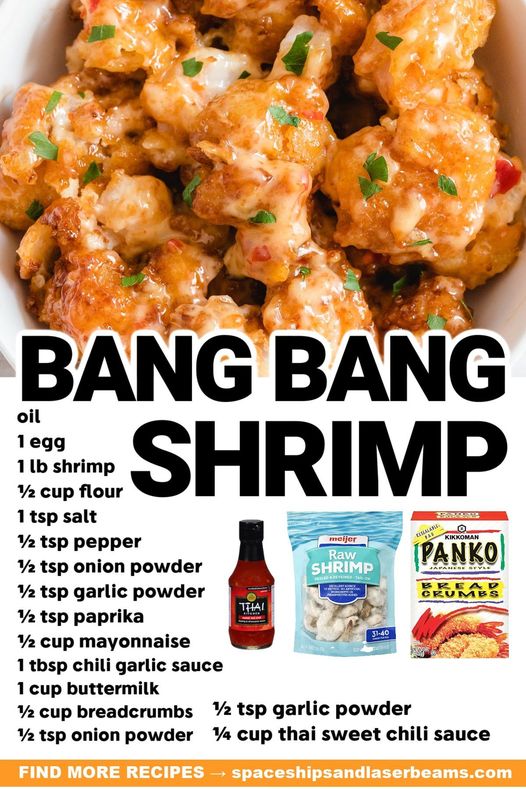 BANG BANG
SHRIMP
oil
1 egg
1 lb shrimp
½ cup flour
1 tsp salt
½ tsp pepper
½ tsp onion powder
½ tsp garlic powder
½ tsp paprika
½ cup mayonnaise
1 tbsp chili garlic sauce
1 cup buttermilk
½ cup breadcrumbs
½ tsp onion powder
½ tsp garlic powder
¼ cup thai sweet chili sauce
THAI
KITCHEN
meijer
Raw
SHRIMP
31-40
KIKKOMAN
PANKO
JAPANESE STYLE
BREAD
CRUMBS
FIND MORE RECIPES → spaceshipsandlaserbeams.com